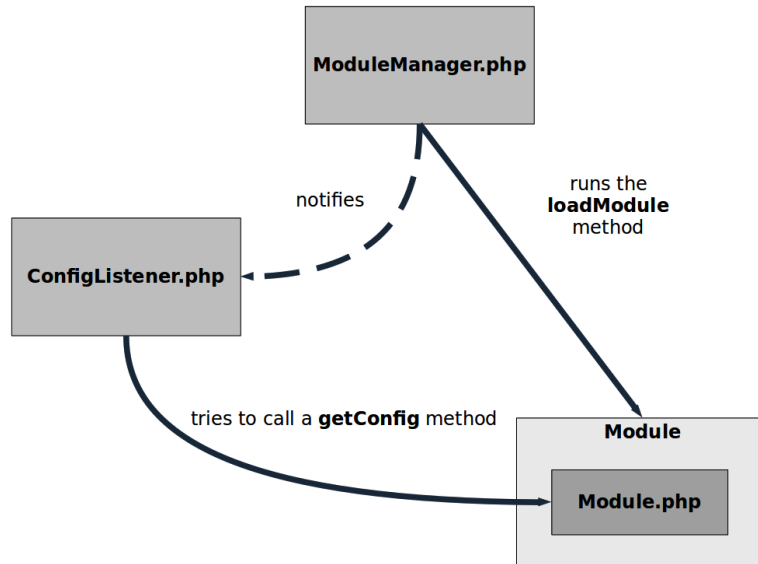 ModuleManager.php
notifies
runs the
loadModule
method
ConfigListener.php
tries to call a getConfig method
Module
Module.php